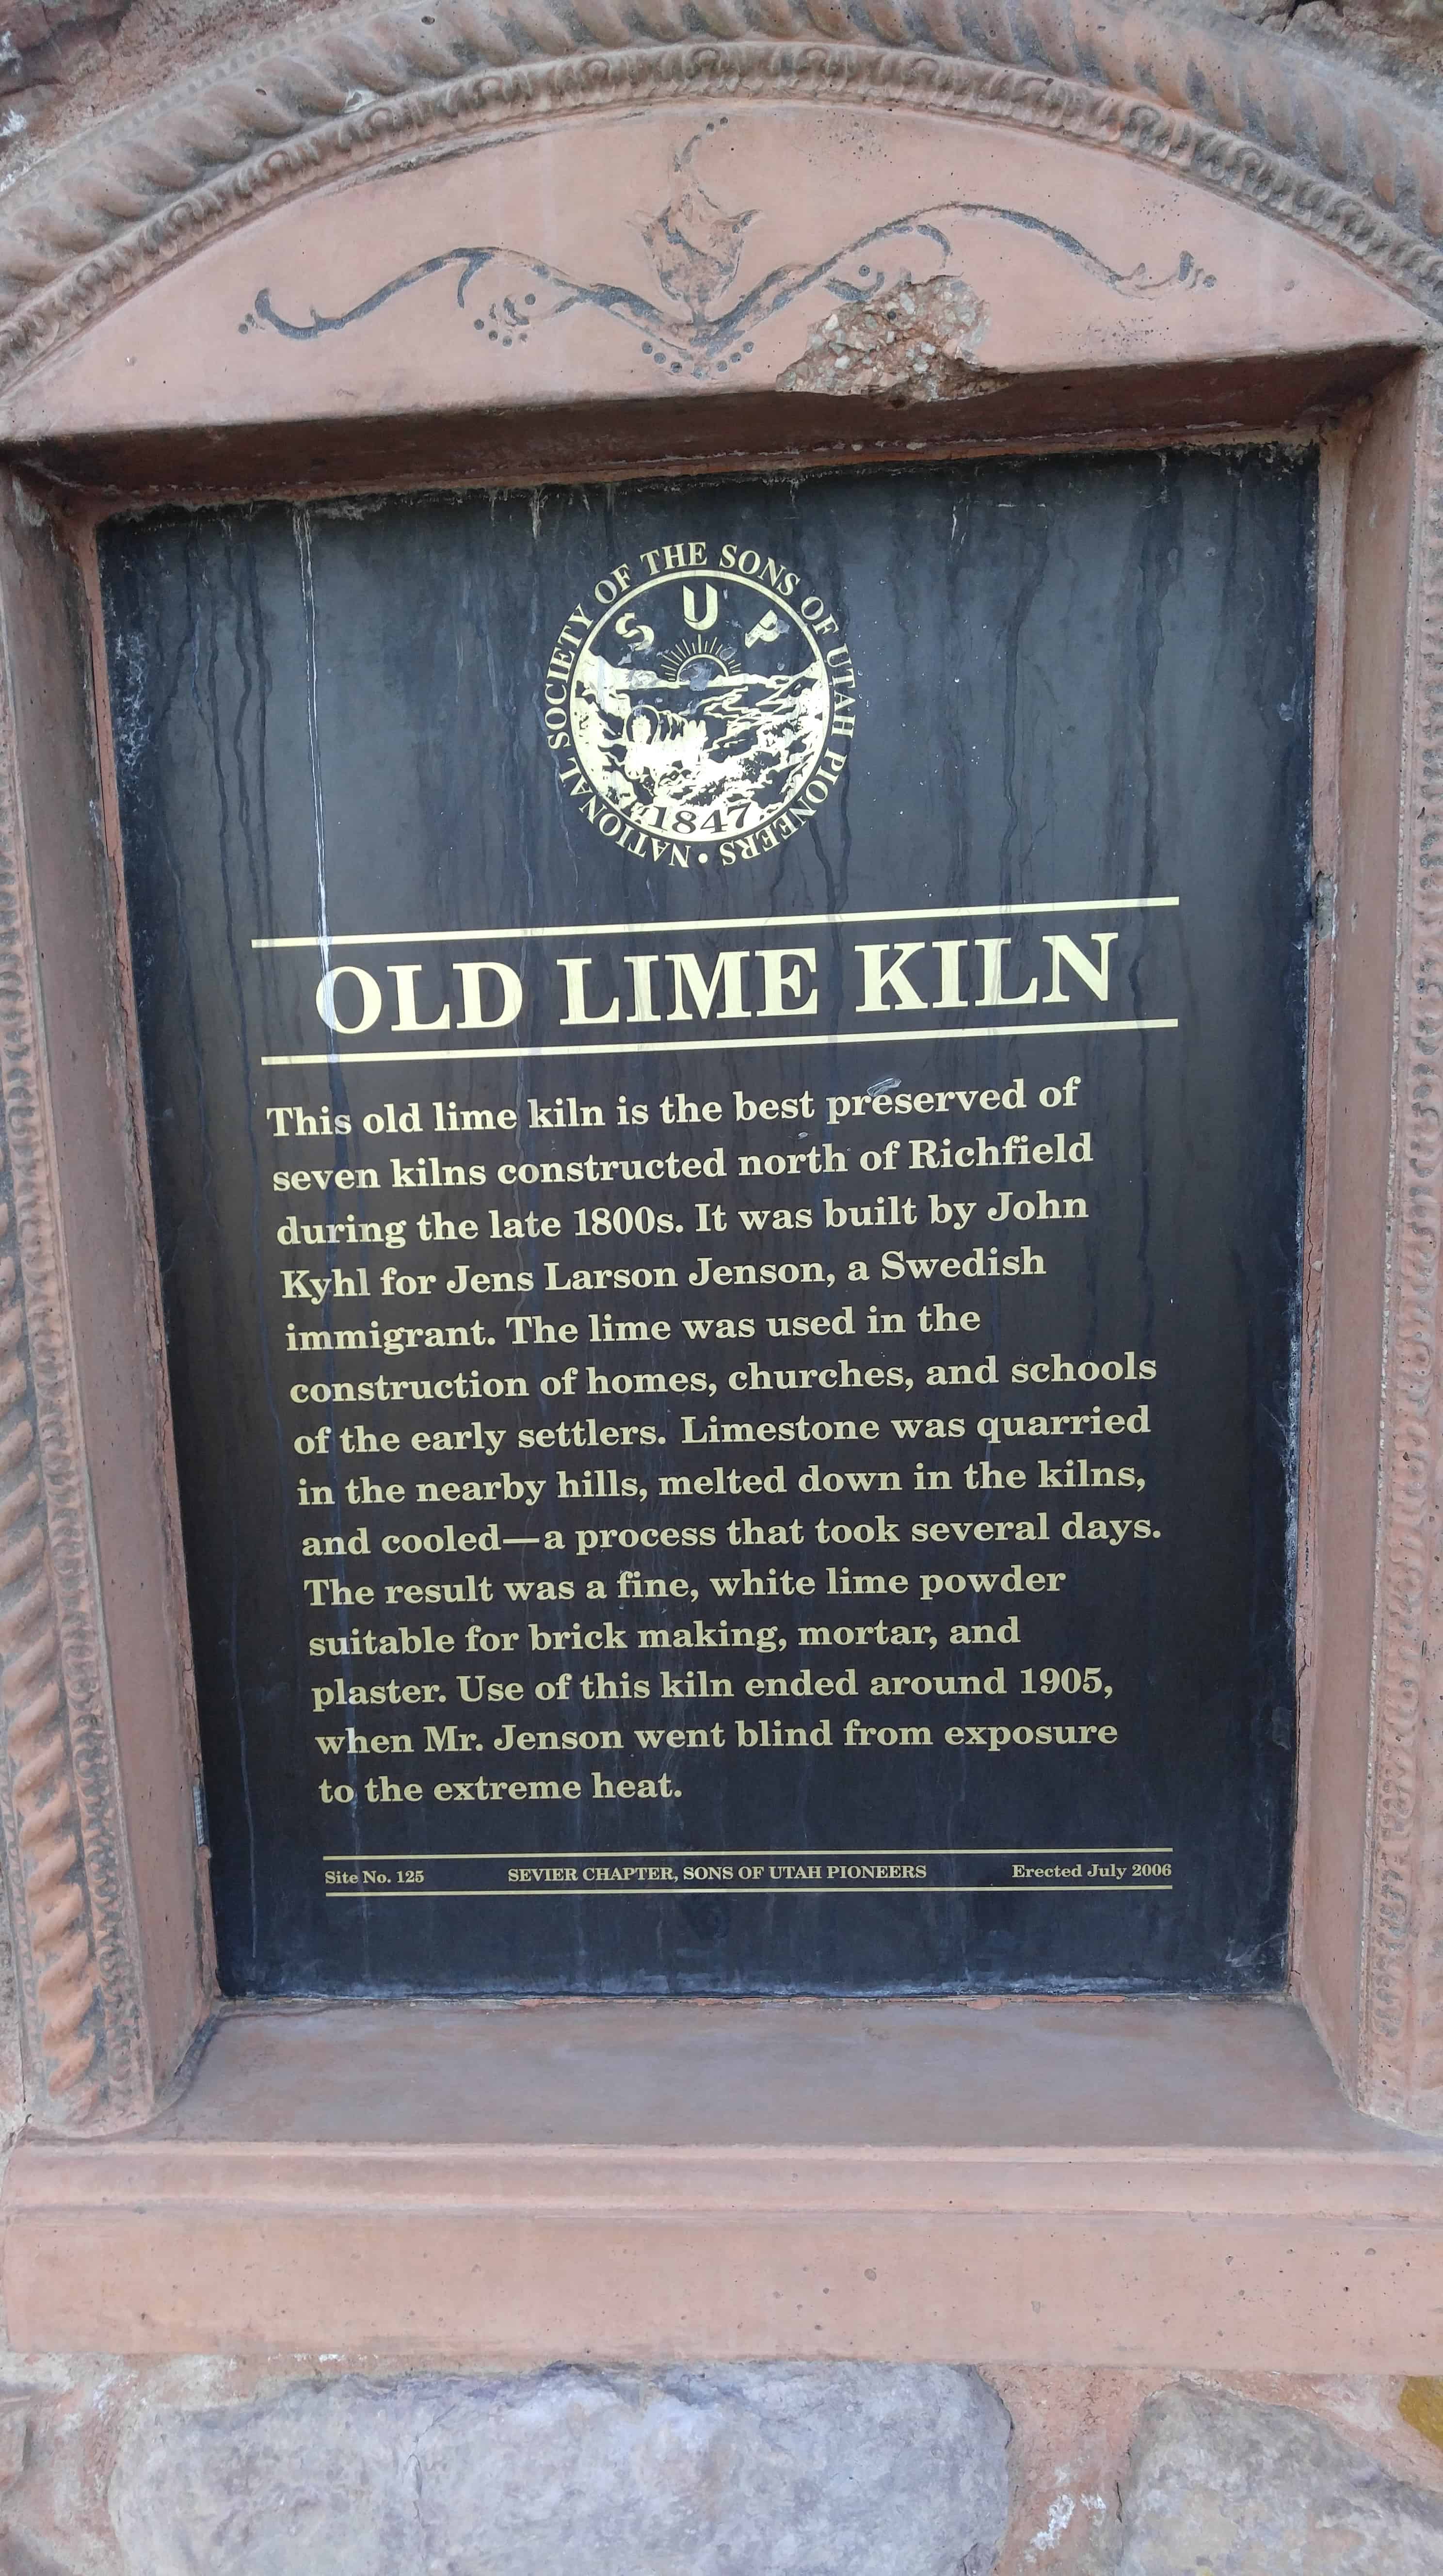 NATIONAL SOCIETY OF THE SONS OF UTAH PIONEERS •
SUP
1847
OLD LIME KILN
This old lime kiln is the best preserved of
seven kilns constructed north of Richfield
during the late 1800s. It was built by John
Kyhl for Jens Larson Jenson, a Swedish
immigrant. The lime was used in the
construction of homes, churches, and schools
of the early settlers. Limestone was quarried
in the nearby hills, melted down in the kilns,
and cooled—a process that took several days.
The result was a fine, white lime powder
suitable for brick making, mortar, and
plaster. Use of this kiln ended around 1905,
when Mr. Jenson went blind from exposure
to the extreme heat.
Site No. 125 SEVIER CHAPTER, SONS OF UTAH PIONEERS Erected July 2006